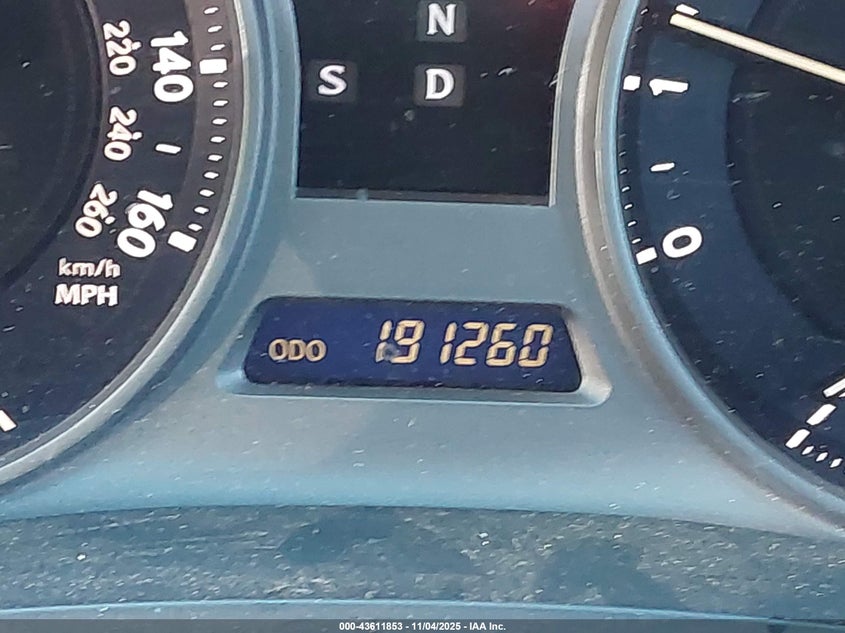 N
S D
220 140
240
260 160
km/h
MPH
1
0
ODO 191260
000-43611853 - 11/04/2025 - IAA Inc.